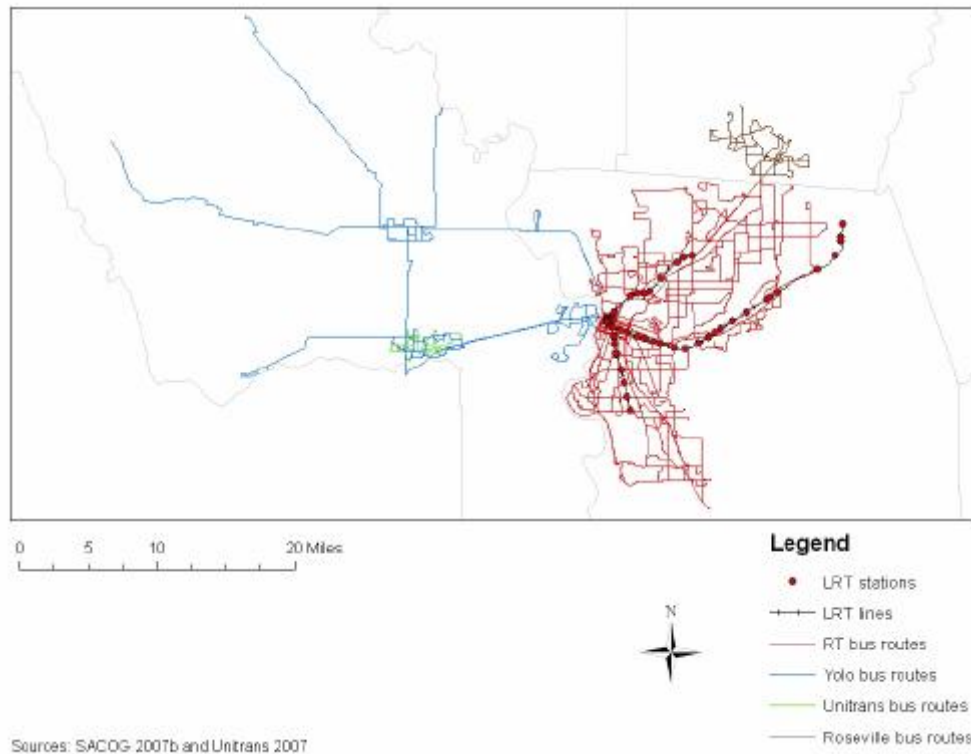 0 5 10 20 Miles
Legend
LRT stations
LRT lines
RT bus routes
Yolo bus routes
Unitrans bus routes
Roseville bus routes
N
Sources: SACOG 2007b and Unitrans 2007